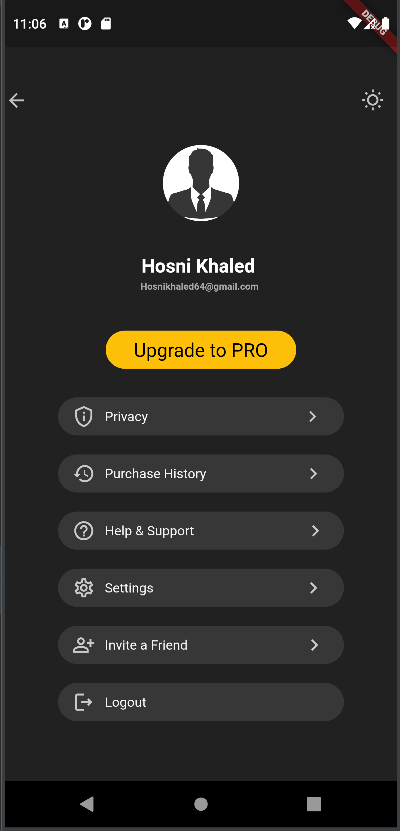 11:06
DEBUG
Hosni Khaled
Hosnikhaled64@gmail.com
Upgrade to PRO
Privacy
Purchase History
Help & Support
Settings
Invite a Friend
Logout